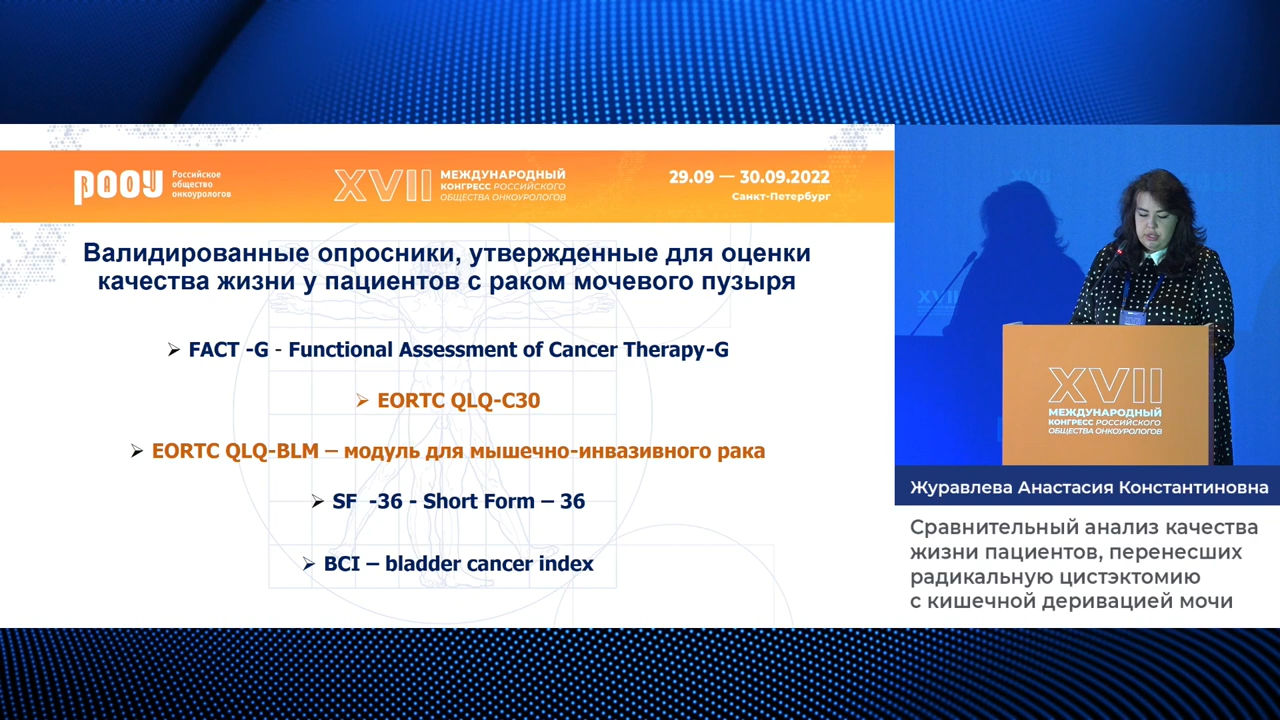 РООУ
Российское
общество
онкоурологов
XVII
МЕЖДУНАРОДНЫЙ
КОНГРЕСС РОССИЙСКОГО
ОБЩЕСТВА ОНКОУРОЛОГОВ
29.09 — 30.09.2022
Санкт-Петербург
Валидированные опросники, утвержденные для оценки
качества жизни у пациентов с раком мочевого пузыря
➢ FACT -G - Functional Assessment of Cancer Therapy-G
➢ EORTC QLQ-C30
➢ EORTC QLQ-BLM – модуль для мышечно-инвазивного рака
➢ SF -36 - Short Form – 36
➢ BCI – bladder cancer index
XVII
XVII
МЕЖДУНАРОДНЫЙ
КОНГРЕСС РОССИЙСКОГО
ОБЩЕСТВА ОНКОУРОЛОГОВ
Журавлева Анастасия Константиновна
Сравнительный анализ качества
жизни пациентов, перенесших
радикальную цистэктомию
с кишечной деривацией мочи